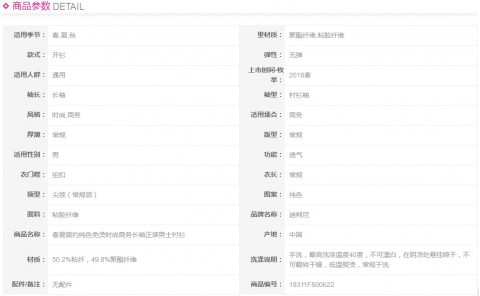 商品参数 DETAIL
适用季节： 春,夏,秋 里材质： 聚酯纤维,粘胶纤维
款式： 开衫 弹性： 无弹
适用人群： 通用 上市时间-枚举： 2018春
袖长： 长袖 袖型： 衬衫袖
风格： 时尚,商务 适用场合： 商务
厚薄： 常规 版型： 常规
适用性别： 男 功能： 透气
衣门襟： 纽扣 衣长： 常规
领型： 尖领（常规领） 图案： 纯色
面料： 粘胶纤维 品牌名称： 迪柯尼
商品名称： 春夏简约纯色免烫时尚商务长袖正装男士衬衫 产地： 中国
材质： 50.2%粘纤，49.8%聚酯纤维 洗涤说明： 手洗，最高洗涤温度40度，不可漂白，在阴凉处悬挂晾干，不
可翻转干燥，低温熨烫，常规干洗
配件/备注： 无配件 商品编号： 18311F800622